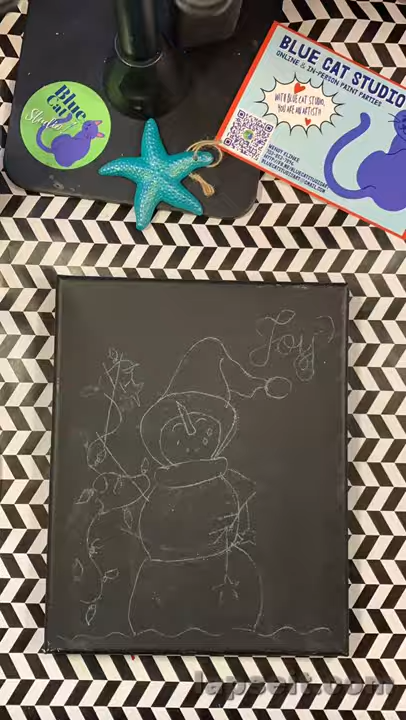 Blue
Cat
Studio
BLUE CAT STUDIO
ONLINE & IN-PERSON PAINT PARTIES
WITH BLUE CAT STUDIO,
YOU ARE AN ARTIST!
Joy
lapseit.com